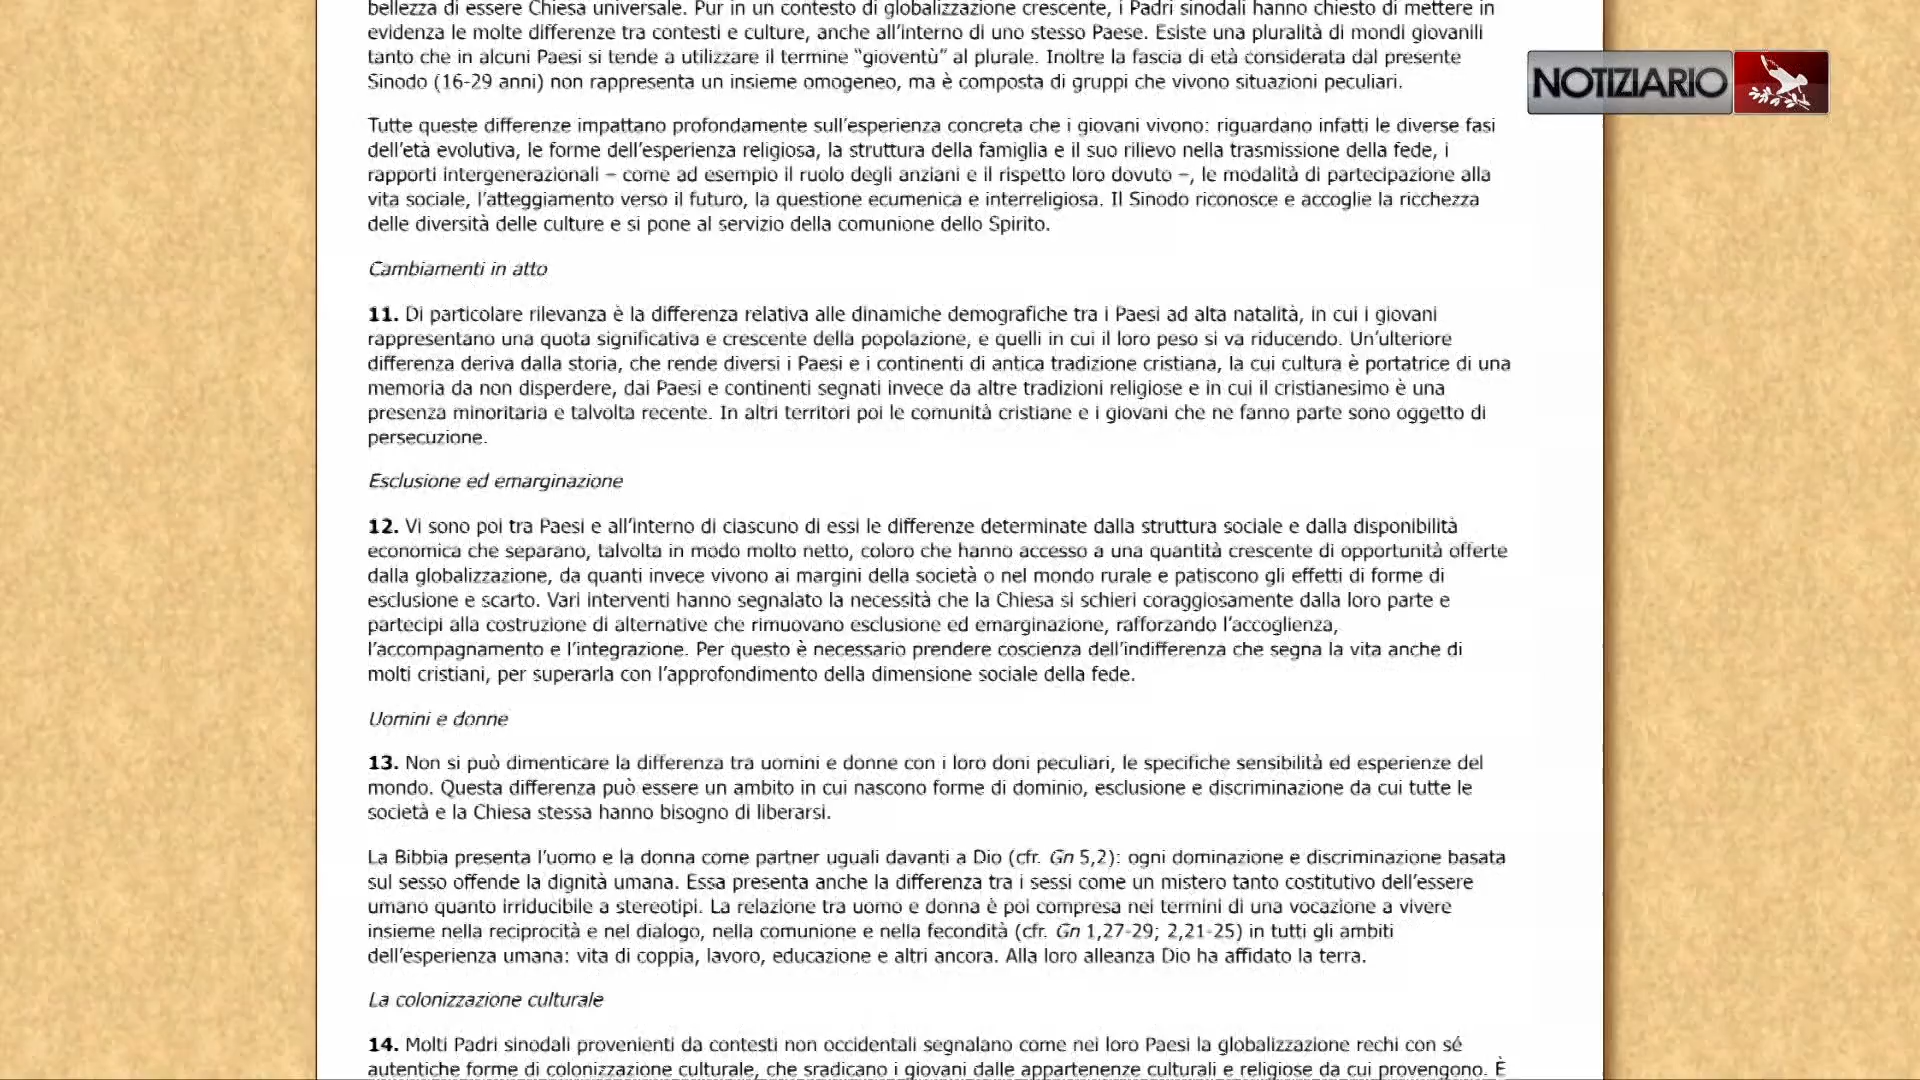 bellezza di essere Chiesa universale. Pur in un contesto di globalizzazione crescente, i Padri sinodali hanno chiesto di mettere in
evidenza le molte differenze tra contesti e culture, anche all’interno di uno stesso Paese. Esiste una pluralità di mondi giovanili
tanto che in alcuni Paesi si tende a utilizzare il termine “gioventù” al plurale. Inoltre la fascia di età considerata dal presente
Sinodo (16-29 anni) non rappresenta un insieme omogeneo, ma è composta di gruppi che vivono situazioni peculiari.
NOTIZIARIO
Tutte queste differenze impattano profondamente sull’esperienza concreta che i giovani vivono: riguardano infatti le diverse fasi
dell’età evolutiva, le forme dell’esperienza religiosa, la struttura della famiglia e il suo rilievo nella trasmissione della fede, i
rapporti intergenerazionali – come ad esempio il ruolo degli anziani e il rispetto loro dovuto –, le modalità di partecipazione alla
vita sociale, l’atteggiamento verso il futuro, la questione ecumenica e interreligiosa. Il Sinodo riconosce e accoglie la ricchezza
delle diversità delle culture e si pone al servizio della comunione dello Spirito.
Cambiamenti in atto
11. Di particolare rilevanza è la differenza relativa alle dinamiche demografiche tra i Paesi ad alta natalità, in cui i giovani
rappresentano una quota significativa e crescente della popolazione, e quelli in cui il loro peso si va riducendo. Un’ulteriore
differenza deriva dalla storia, che rende diversi i Paesi e i continenti di antica tradizione cristiana, la cui cultura è portatrice di una
memoria da non disperdere, dai Paesi e continenti segnati invece da altre tradizioni religiose e in cui il cristianesimo è una
presenza minoritaria e talvolta recente. In altri territori poi le comunità cristiane e i giovani che ne fanno parte sono oggetto di
persecuzione.
Esclusione ed emarginazione
12. Vi sono poi tra Paesi e all’interno di ciascuno di essi le differenze determinate dalla struttura sociale e dalla disponibilità
economica che separano, talvolta in modo molto netto, coloro che hanno accesso a una quantità crescente di opportunità offerte
dalla globalizzazione, da quanti invece vivono ai margini della società o nel mondo rurale e patiscono gli effetti di forme di
esclusione e scarto. Vari interventi hanno segnalato la necessità che la Chiesa si schieri coraggiosamente dalla loro parte e
partecipi alla costruzione di alternative che rimuovano esclusione ed emarginazione, rafforzando l’accoglienza,
l’accompagnamento e l’integrazione. Per questo è necessario prendere coscienza dell’indifferenza che segna la vita anche di
molti cristiani, per superarla con l’approfondimento della dimensione sociale della fede.
Uomini e donne
13. Non si può dimenticare la differenza tra uomini e donne con i loro doni peculiari, le specifiche sensibilità ed esperienze del
mondo. Questa differenza può essere un ambito in cui nascono forme di dominio, esclusione e discriminazione da cui tutte le
società e la Chiesa stessa hanno bisogno di liberarsi.
La Bibbia presenta l’uomo e la donna come partner uguali davanti a Dio (cfr. Gn 5,2): ogni dominazione e discriminazione basata
sul sesso offende la dignità umana. Essa presenta anche la differenza tra i sessi come un mistero tanto costitutivo dell’essere
umano quanto irriducibile a stereotipi. La relazione tra uomo e donna è poi compresa nei termini di una vocazione a vivere
insieme nella reciprocità e nel dialogo, nella comunione e nella fecondità (cfr. Gn 1,27-29; 2,21-25) in tutti gli ambiti
dell’esperienza umana: vita di coppia, lavoro, educazione e altri ancora. Alla loro alleanza Dio ha affidato la terra.
La colonizzazione culturale
14. Molti Padri sinodali provenienti da contesti non occidentali segnalano come nei loro Paesi la globalizzazione rechi con sé
autentiche forme di colonizzazione culturale, che sradicano i giovani dalle appartenenze culturali e religiose da cui provengono. È